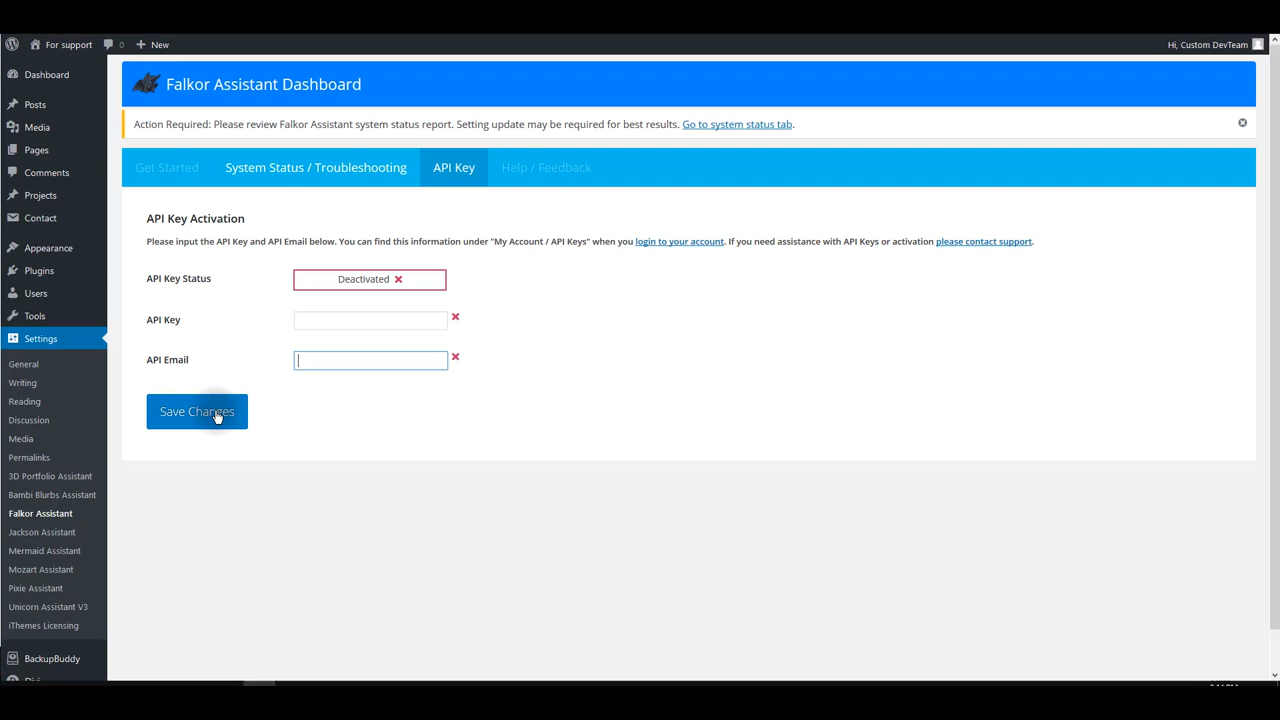 For support
0
New
Hi, Custom DevTeam
Dashboard
Posts
Media
Pages
Comments
Projects
Contact
Appearance
Plugins
Users
Tools
Settings
General
Writing
Reading
Discussion
Media
Permalinks
3D Portfolio Assistant
Bambi Blurbs Assistant
Falkor Assistant
Jackson Assistant
Mermaid Assistant
Mozart Assistant
Pixie Assistant
Unicorn Assistant V3
iThemes Licensing
BackupBuddy
Divi
Falkor Assistant Dashboard
Action Required: Please review Falkor Assistant system status report. Setting update may be required for best results. Go to system status tab.
Get Started
System Status / Troubleshooting
API Key
Help / Feedback
API Key Activation
Please input the API Key and API Email below. You can find this information under "My Account / API Keys" when you login to your account. If you need assistance with API Keys or activation please contact support.
API Key Status
Deactivated
API Key
API Email
Save Changes